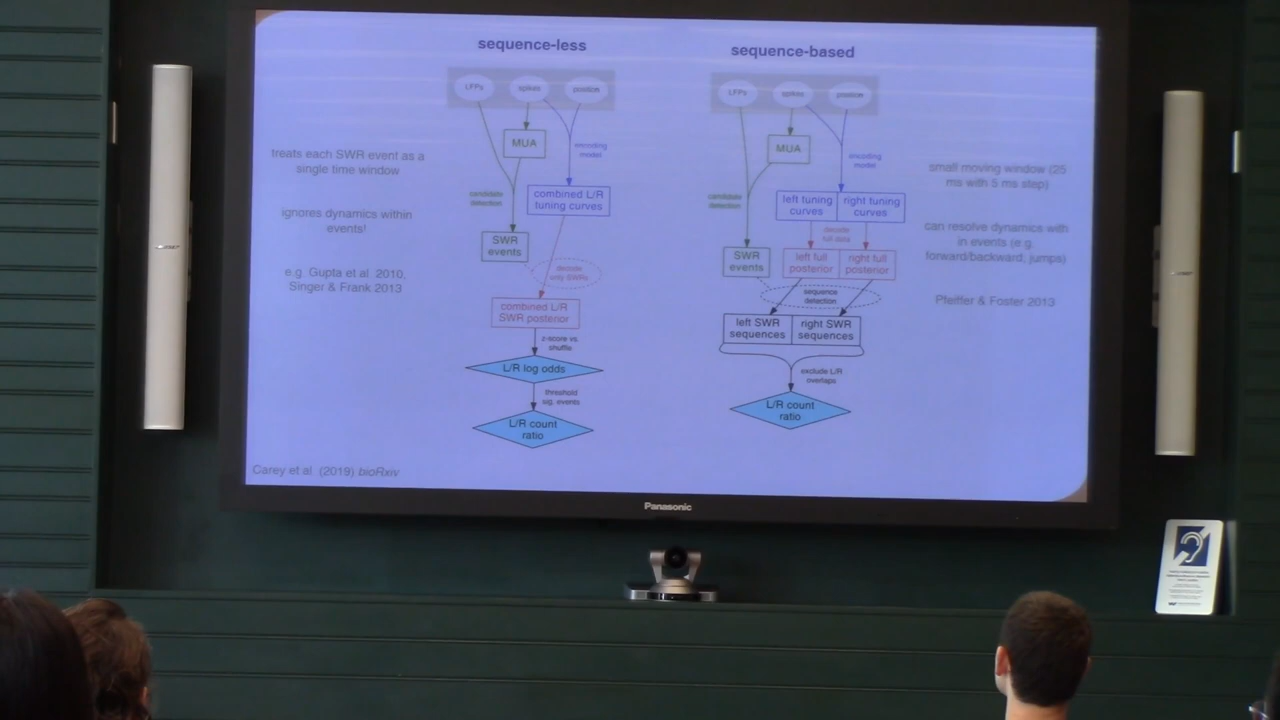 sequence-less
LFPs
spikes
position
MUA
encoding
model
candidate
detection
combined L/R
tuning curves
SWR
events
decode
only SWRs
combined L/R
SWR posterior
z-score vs.
shuffle
L/R log odds
threshold
sig. events
L/R count
ratio
treats each SWR event as a
single time window
ignores dynamics within
events!
e.g. Gupta et al. 2010,
Singer & Frank 2013
Carey et al. (2019) bioRxiv
sequence-based
LFPs
spikes
position
MUA
encoding
model
candidate
detection
left tuning
curves
right tuning
curves
decode
full data
SWR
events
left full
posterior
right full
posterior
sequence
detection
left SWR
sequences
right SWR
sequences
exclude L/R
overlaps
L/R count
ratio
small moving window (25
ms with 5 ms step)
can resolve dynamics with
in events (e.g.
forward/backward, jumps)
Pfeiffer & Foster 2013
Panasonic